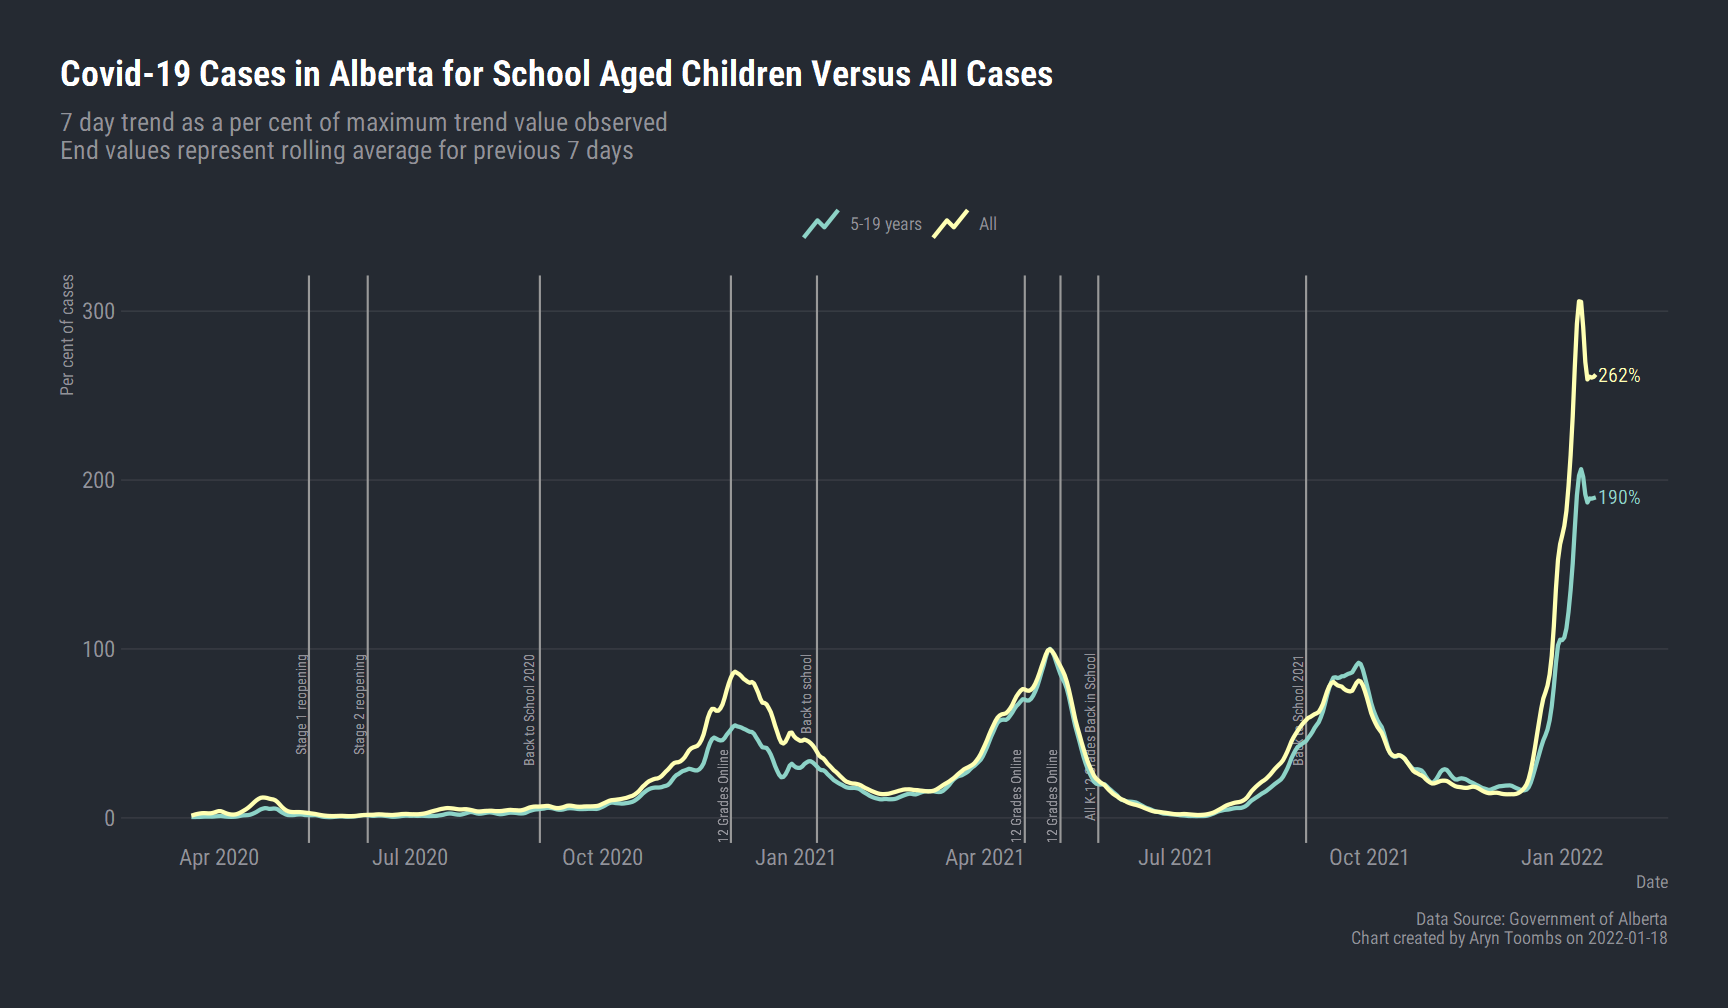 Covid-19 Cases in Alberta for School Aged Children Versus All Cases
7 day trend as a per cent of maximum trend value observed
End values represent rolling average for previous 7 days
5-19 years
All
Per cent of cases
300
200
100
0
262%
190%
Stage 1 reopening
Stage 2 reopening
Back to School 2020
12 Grades Online
Back to school
12 Grades Online
12 Grades Online
All K-12 Grades Back in School
Back to School 2021
Apr 2020
Jul 2020
Oct 2020
Jan 2021
Apr 2021
Jul 2021
Oct 2021
Jan 2022
Date
Data Source: Government of Alberta
Chart created by Aryn Toombs on 2022-01-18